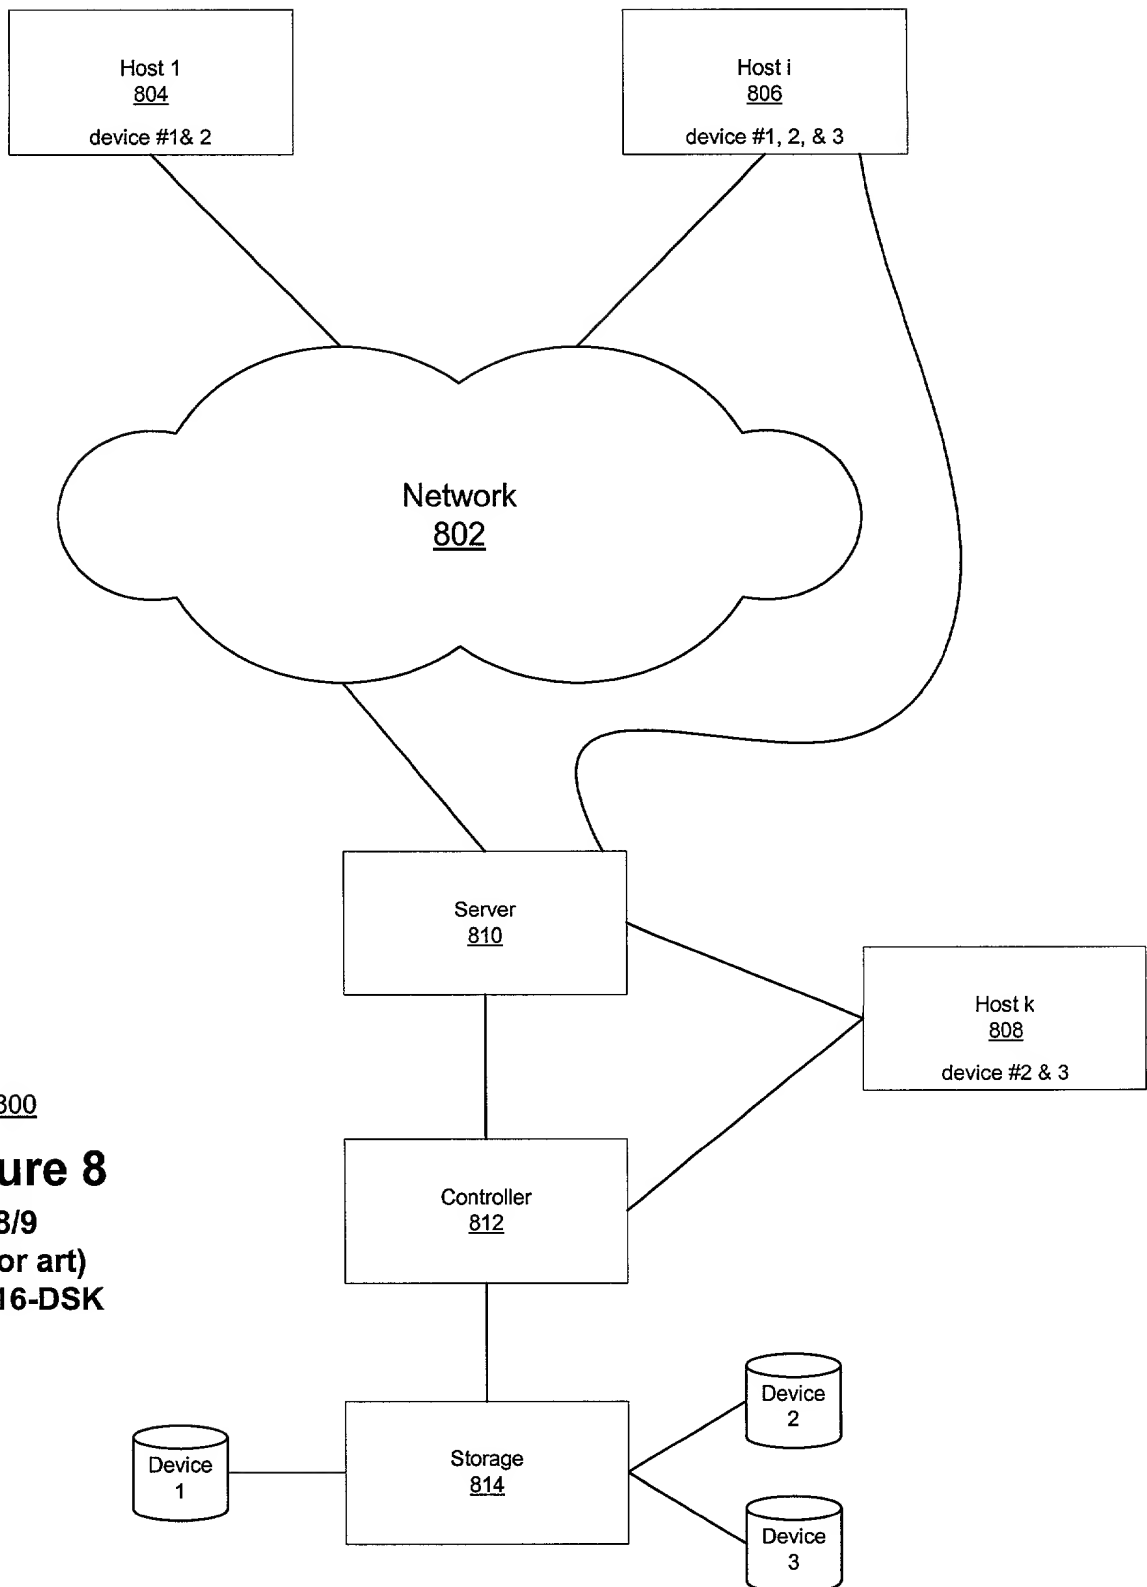 Host 1
804
device #1& 2
Host i
806
device #1, 2, & 3
Network
802
Server
810
Host k
808
device #2 & 3
300
ure 8
8/9
or art)
16-DSK
Controller
812
Device
2
Storage
814
Device
1
Device
3